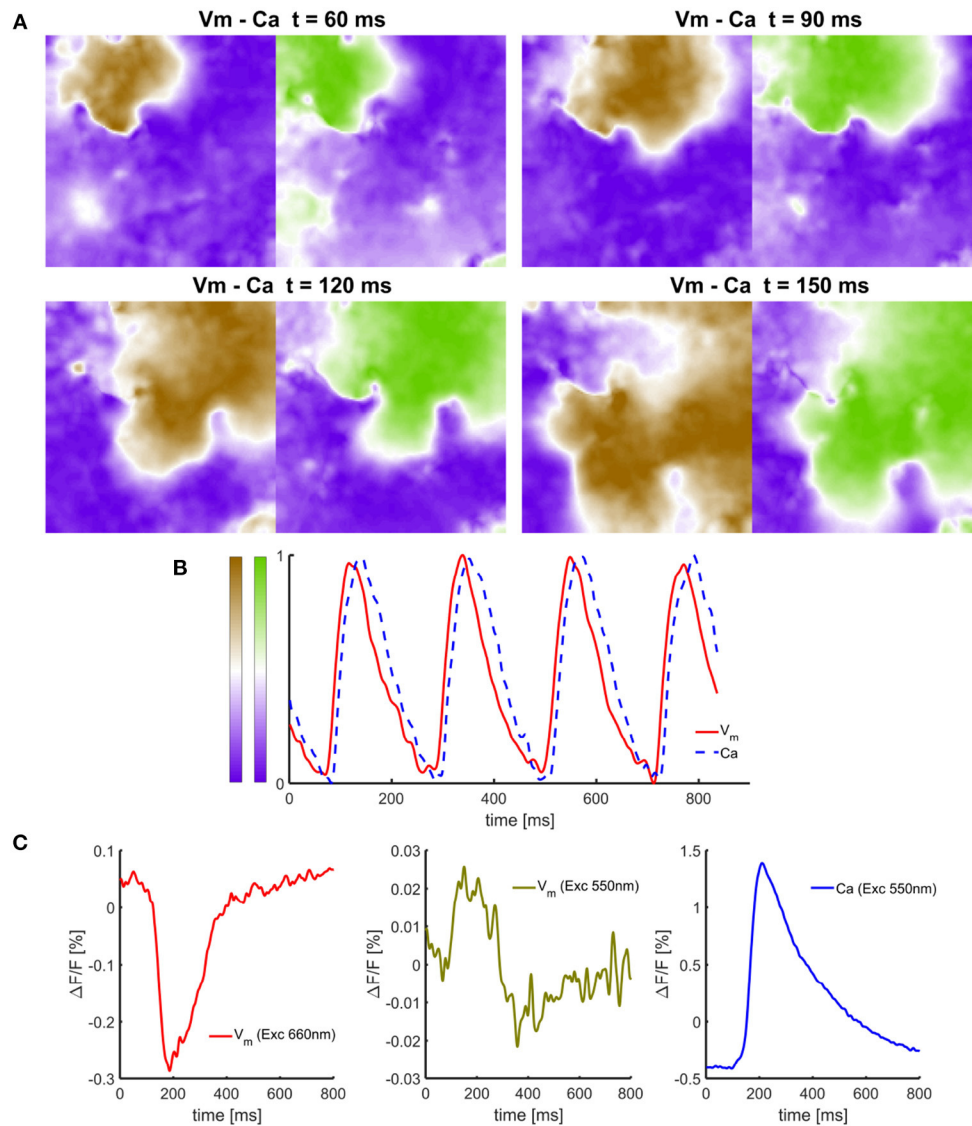 A
Vm - Ca t = 60 ms
Vm - Ca t = 90 ms
Vm - Ca t = 120 ms
Vm - Ca t = 150 ms
B
1
0
0
200
400
600
800
time [ms]
Vm
Ca
C
0.1
0
-0.1
-0.2
-0.3
ΔF/F [%]
0
200
400
600
800
time [ms]
Vm (Exc 660nm)
0.03
0.02
0.01
0
-0.01
-0.02
-0.03
ΔF/F [%]
0
200
400
600
800
time [ms]
Vm (Exc 550nm)
1.5
1
0.5
0
-0.5
ΔF/F [%]
0
200
400
600
800
time [ms]
Ca (Exc 550nm)